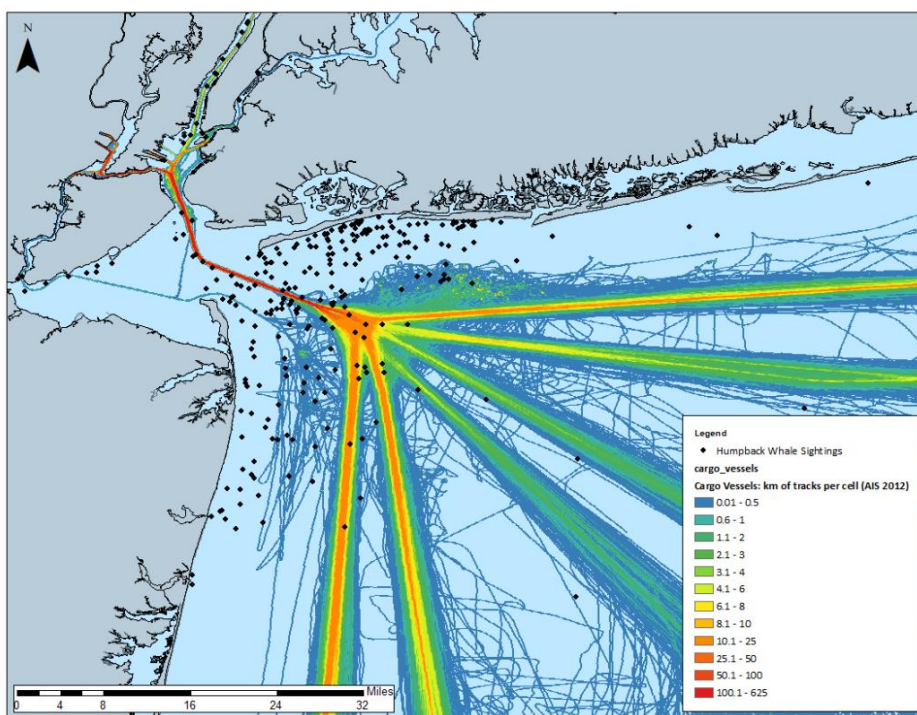 N
Legend
Humpback Whale Sightings
cargo_vessels
Cargo Vessels: km of tracks per cell (AIS 2012)
0.01 - 0.5
0.6 - 1
1.1 - 2
2.1 - 3
3.1 - 4
4.1 - 6
6.1 - 8
8.1 - 10
10.1 - 25
25.1 - 50
50.1 - 100
100.1 - 625
Miles
0 4 8 16 24 32